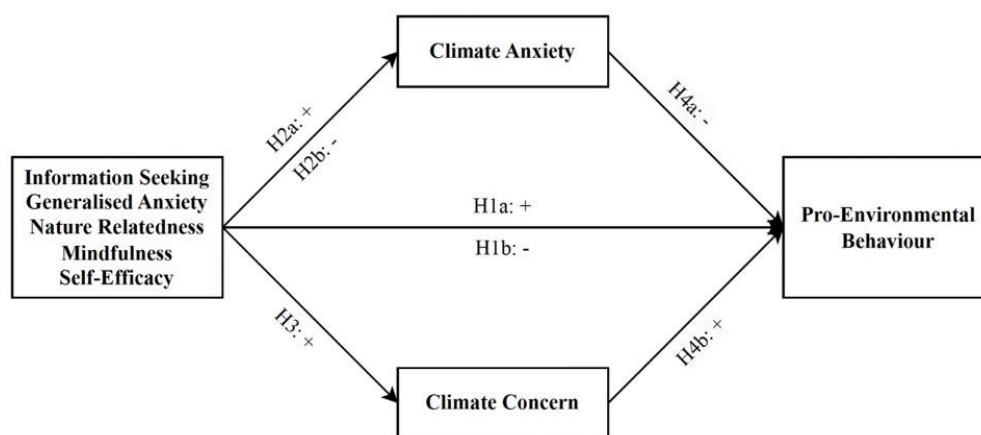 Climate Anxiety
H2a: +
H2b: -
H4a: -
Information Seeking
Generalised Anxiety
Nature Relatedness
Mindfulness
Self-Efficacy
H1a: +
H1b: -
Pro-Environmental
Behaviour
H3: +
H4b: +
Climate Concern